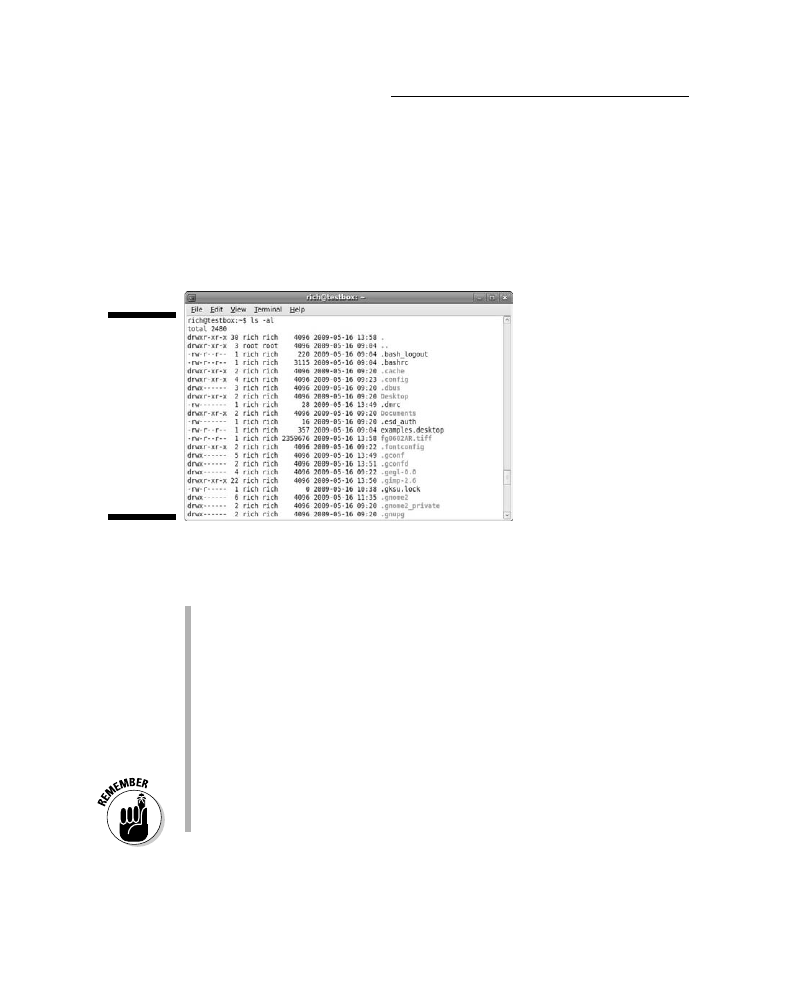 rich@testbox: ~
File Edit View Terminal Help
rich@testbox:~$ ls -al
total 2480
drwxr-xr-x 30 rich rich 4096 2009-05-16 13:58 .
drwxr-xr-x 3 root root 4096 2009-05-16 09:04 ..
-rw-r--r-- 1 rich rich 220 2009-05-16 09:04 .bash_logout
-rw-r--r-- 1 rich rich 3115 2009-05-16 09:04 .bashrc
drwxr-xr-x 2 rich rich 4096 2009-05-16 09:20 .cache
drwxr-xr-x 4 rich rich 4096 2009-05-16 09:23 .config
drwx------ 3 rich rich 4096 2009-05-16 09:20 .dbus
drwxr-xr-x 2 rich rich 4096 2009-05-16 09:20 Desktop
-rw------- 1 rich rich 28 2009-05-16 13:49 .dmrc
drwxr-xr-x 2 rich rich 4096 2009-05-16 09:20 Documents
-rw------- 1 rich rich 16 2009-05-16 09:20 .esd_auth
-rw-r--r-- 1 rich rich 357 2009-05-16 09:04 examples.desktop
-rw-r--r-- 1 rich rich 2359676 2009-05-16 13:58 fg0602AR.tiff
drwxr-xr-x 2 rich rich 4096 2009-05-16 09:22 .fontconfig
drwx------ 5 rich rich 4096 2009-05-16 13:49 .gconf
drwx------ 2 rich rich 4096 2009-05-16 13:51 .gconfd
drwx------ 4 rich rich 4096 2009-05-16 09:22 .gegl-0.0
drwxr-xr-x 22 rich rich 4096 2009-05-16 13:50 .gimp-2.6
-rw-r----- 1 rich rich 0 2009-05-16 10:38 .gksu.lock
drwx------ 6 rich rich 4096 2009-05-16 11:35 .gnome2
drwx------ 2 rich rich 4096 2009-05-16 09:20 .gnome2_private
drwx------ 2 rich rich 4096 2009-05-16 09:20 .gnupg
REMEMBER